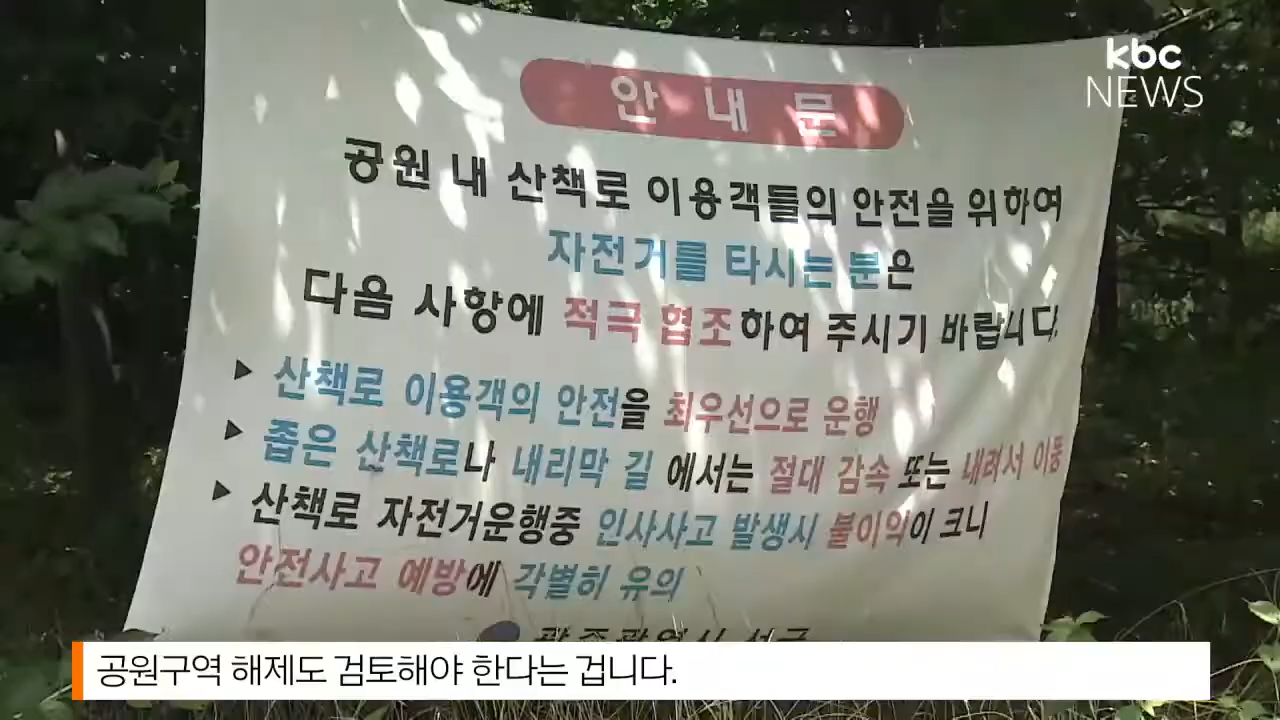 kbc
NEWS
안 내 문
공원 내 산책로 이용객들의 안전을 위하여
자전거를 타시는 분은
다음 사항에 적극 협조하여 주시기 바랍니다.
▶ 산책로 이용객의 안전을 최우선으로 운행
▶ 좁은 산책로나 내리막 길 에서는 절대 감속 또는 내려서 이동
▶ 산책로 자전거운행중 인사사고 발생시 불이익이 크니
안전사고 예방에 각별히 유의
광주광역시 서구
공원구역 해제도 검토해야 한다는 겁니다.